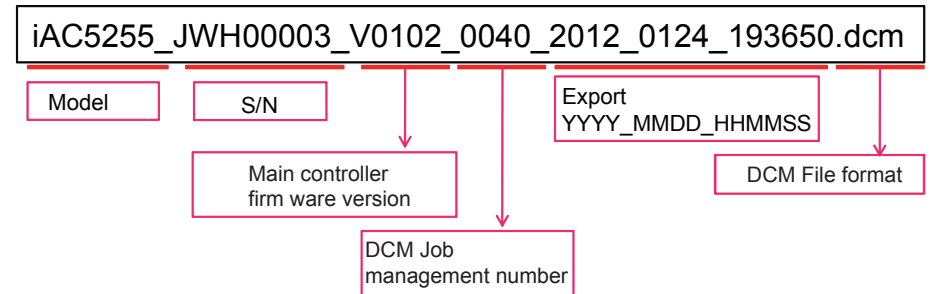 iAC5255_JWH00003_V0102_0040_2012_0124_193650.dcm
Model
S/N
Export
YYYY_MMDD_HHMMSS
Main controller
firm ware version
DCM File format
DCM Job
management number